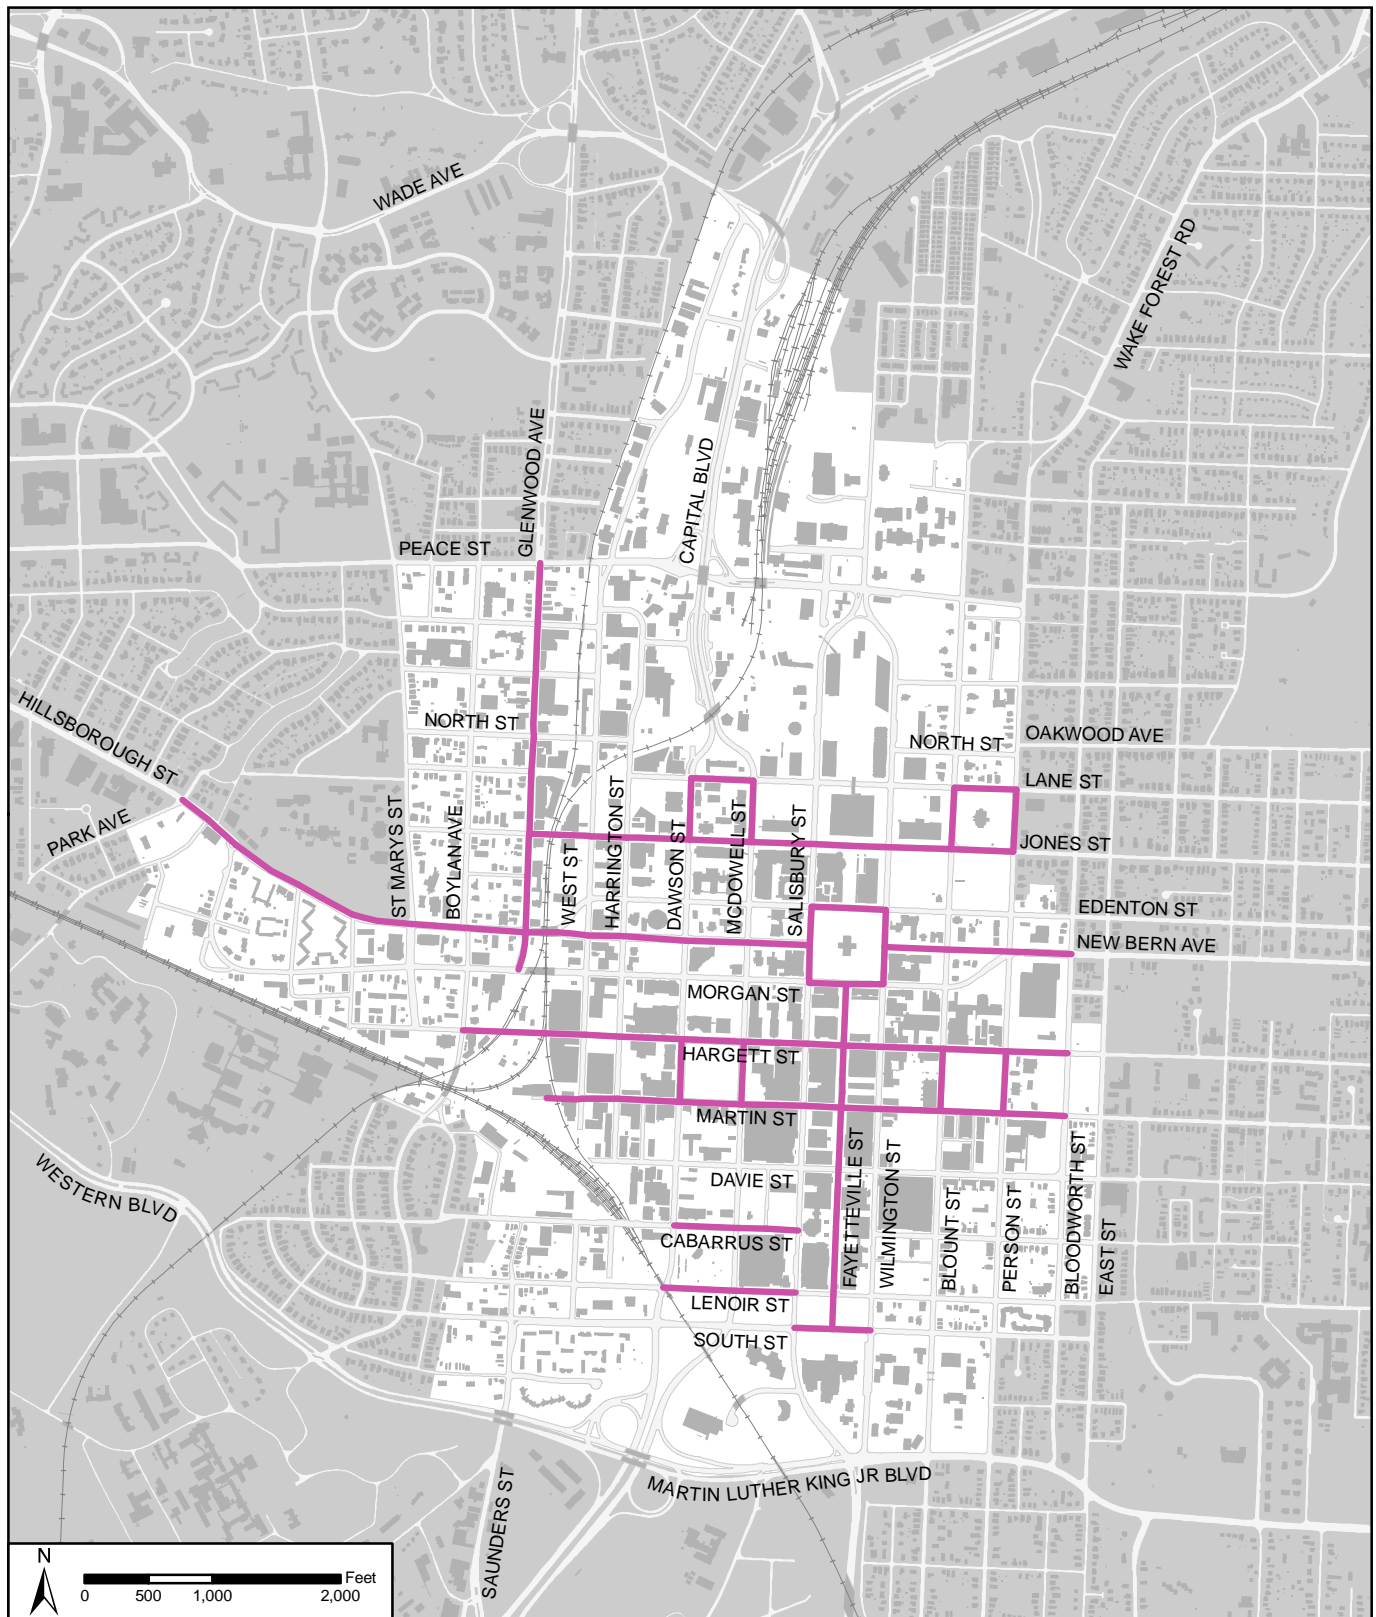 WADE AVE
WAKE FOREST RD
GLENWOOD AVE
CAPITAL BLVD
PEACE ST
HILLSBOROUGH ST
NORTH ST
NORTH ST
OAKWOOD AVE
LANE ST
PARK AVE
ST MARYS ST
BOYLAN AVE
WEST ST
HARRINGTON ST
DAWSON ST
MCDOWELL ST
SALISBURY ST
JONES ST
EDENTON ST
NEW BERN AVE
MORGAN ST
HARGETT ST
MARTIN ST
WESTERN BLVD
DAVIE ST
FAYETTEVILLE ST
WILMINGTON ST
BLOUNT ST
PERSON ST
BLOODWORTH ST
EAST ST
CABARRUS ST
LENOIR ST
SOUTH ST
MARTIN LUTHER KING JR BLVD
SAUNDERS ST
N
Feet
0 500 1,000 2,000